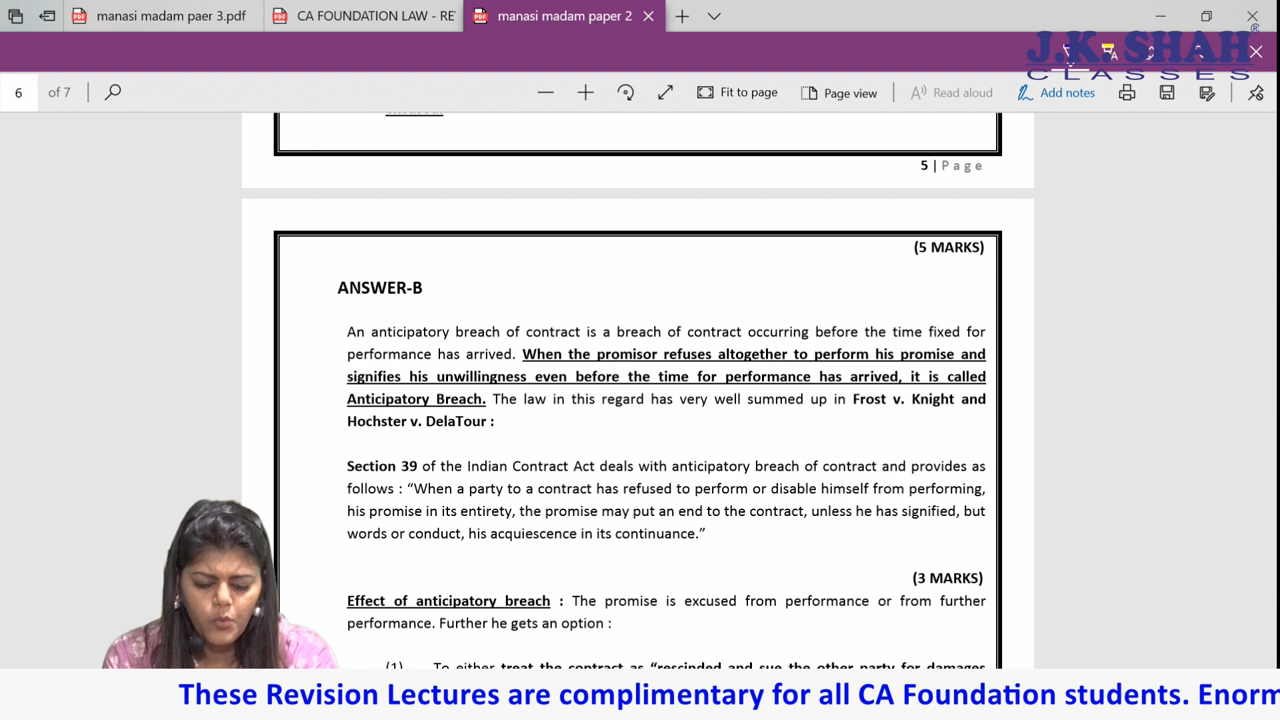 manasi madam paer 3.pdf
CA FOUNDATION LAW - RE
manasi madam paper 2
J.K. SHAH®
CLASSES
6 of 7
Fit to page
Page view
Read aloud
Add notes
5 | Page
(5 MARKS)
ANSWER-B
An anticipatory breach of contract is a breach of contract occurring before the time fixed for
performance has arrived. When the promisor refuses altogether to perform his promise and
signifies his unwillingness even before the time for performance has arrived, it is called
Anticipatory Breach. The law in this regard has very well summed up in Frost v. Knight and
Hochster v. DelaTour :
Section 39 of the Indian Contract Act deals with anticipatory breach of contract and provides as
follows : “When a party to a contract has refused to perform or disable himself from performing,
his promise in its entirety, the promise may put an end to the contract, unless he has signified, but
words or conduct, his acquiescence in its continuance.”
(3 MARKS)
Effect of anticipatory breach : The promise is excused from performance or from further
performance. Further he gets an option :
(1) To either treat the contract as “rescinded and sue the other party for damages
These Revision Lectures are complimentary for all CA Foundation students. Enorm